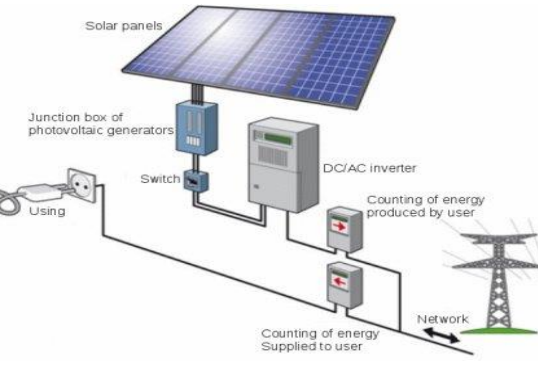 Solar panels
Junction box of
photovoltaic generators
Switch
DC/AC inverter
Using
Counting of energy
produced by user
Network
Counting of energy
Supplied to user